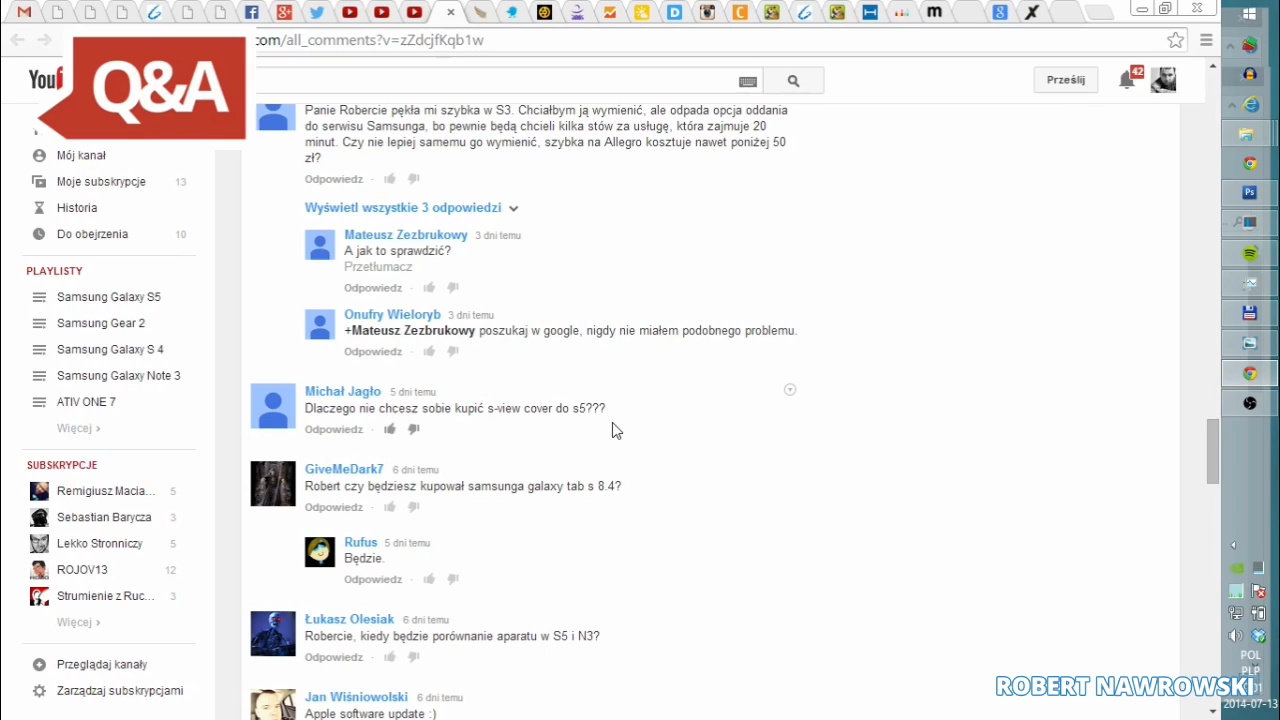 com/all_comments?v=zZdcjfKqb1w
You
Q&A
Prześlij
42
Panie Robercie pękła mi szybka w S3. Chciałbym ją wymienić, ale odpada opcja oddania
do serwisu Samsunga, bo pewnie będą chcieli kilka stów za usługę, która zajmuje 20
minut. Czy nie lepiej samemu go wymienić, szybka na Allegro kosztuje nawet poniżej 50
zł?
Odpowiedz
Wyświetl wszystkie 3 odpowiedzi
Mateusz Zezbrukowy 3 dni temu
A jak to sprawdzić?
Przetłumacz
Odpowiedz
Onufry Wieloryb 3 dni temu
+Mateusz Zezbrukowy poszukaj w google, nigdy nie miałem podobnego problemu.
Odpowiedz
Michał Jagło 5 dni temu
Dlaczego nie chcesz sobie kupić s-view cover do s5???
Odpowiedz
GiveMeDark7 6 dni temu
Robert czy będziesz kupował samsunga galaxy tab s 8.4?
Odpowiedz
Rufus 5 dni temu
Będzie.
Odpowiedz
Łukasz Olesiak 6 dni temu
Robercie, kiedy będzie porównanie aparatu w S5 i N3?
Odpowiedz
Jan Wiśniowolski 6 dni temu
Apple software update :)
Mój kanał
Moje subskrypcje 13
Historia
Do obejrzenia 10
PLAYLISTY
Samsung Galaxy S5
Samsung Gear 2
Samsung Galaxy S 4
Samsung Galaxy Note 3
ATIV ONE 7
Więcej ›
SUBSKRYPCJE
Remigiusz Macia... 5
Sebastian Barycza 3
Lekko Stronniczy 5
ROJOV13 12
Strumienie z Ruc... 3
Więcej ›
Przeglądaj kanały
Zarządzaj subskrypcjami
POL
PLP
01
2014-07-13
ROBERT NAWROWSKI